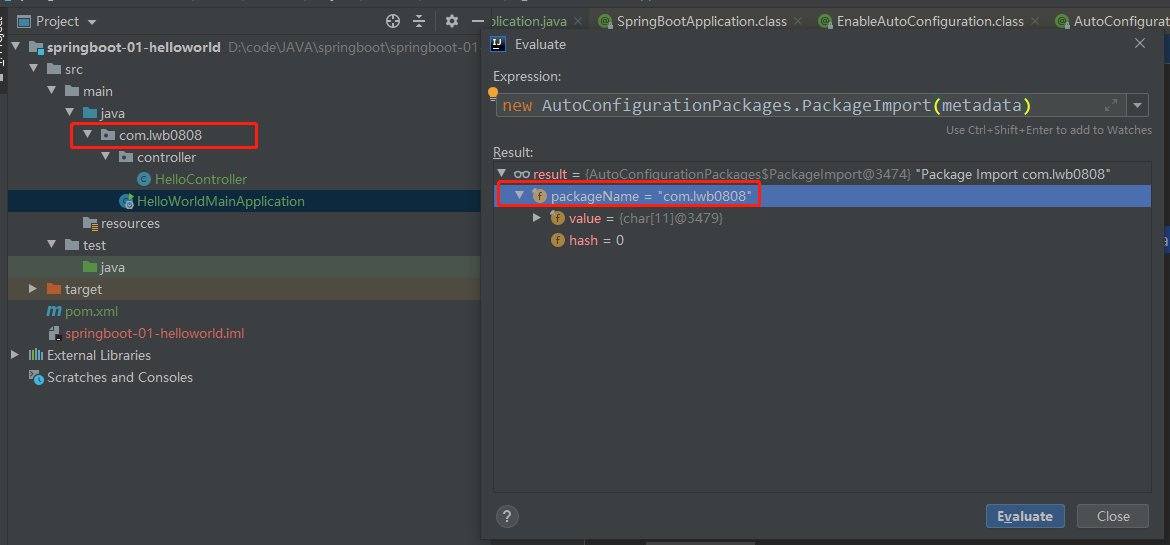 Project
springboot-01-helloworld D:\code\JAVA\springboot\springboot-01
src
main
java
com.lwb0808
controller
HelloController
HelloWorldMainApplication
resources
test
java
target
pom.xml
springboot-01-helloworld.iml
External Libraries
Scratches and Consoles
plication.java
SpringBootApplication.class
EnableAutoConfiguration.class
AutoConfigurat
Evaluate
Expression:
new AutoConfigurationPackages.PackageImport(metadata)
Use Ctrl+Shift+Enter to add to Watches
Result:
result = {AutoConfigurationPackages$PackageImport@3474} "Package Import com.lwb0808"
packageName = "com.lwb0808"
value = {char[11]@3479}
hash = 0
?
Evaluate
Close